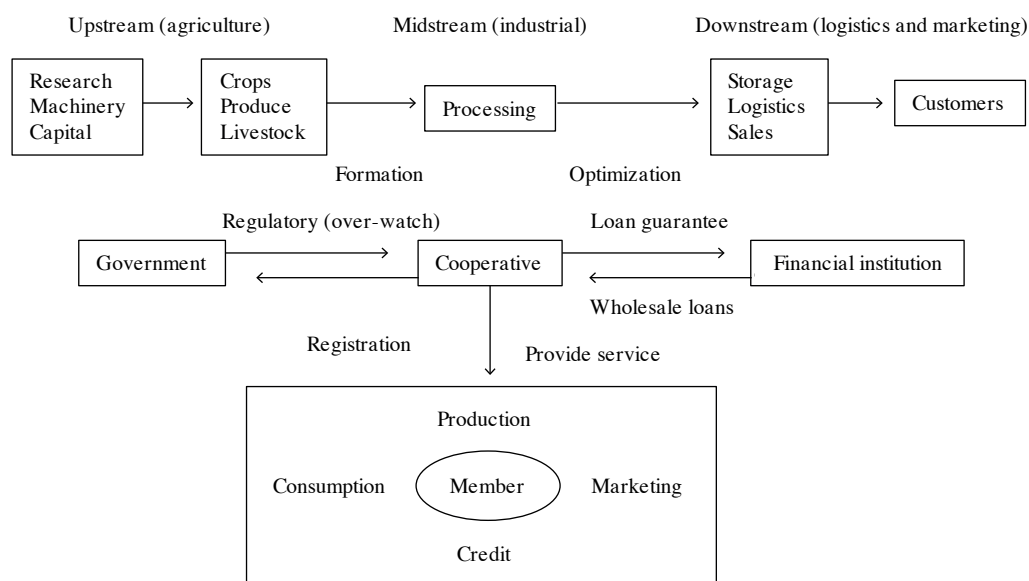 Upstream (agriculture)
Midstream (industrial)
Downstream (logistics and marketing)
Research
Machinery
Capital
Crops
Produce
Livestock
Processing
Storage
Logistics
Sales
Customers
Formation
Optimization
Regulatory (over-watch)
Loan guarantee
Government
Cooperative
Financial institution
Wholesale loans
Registration
Provide service
Production
Consumption
Member
Marketing
Credit